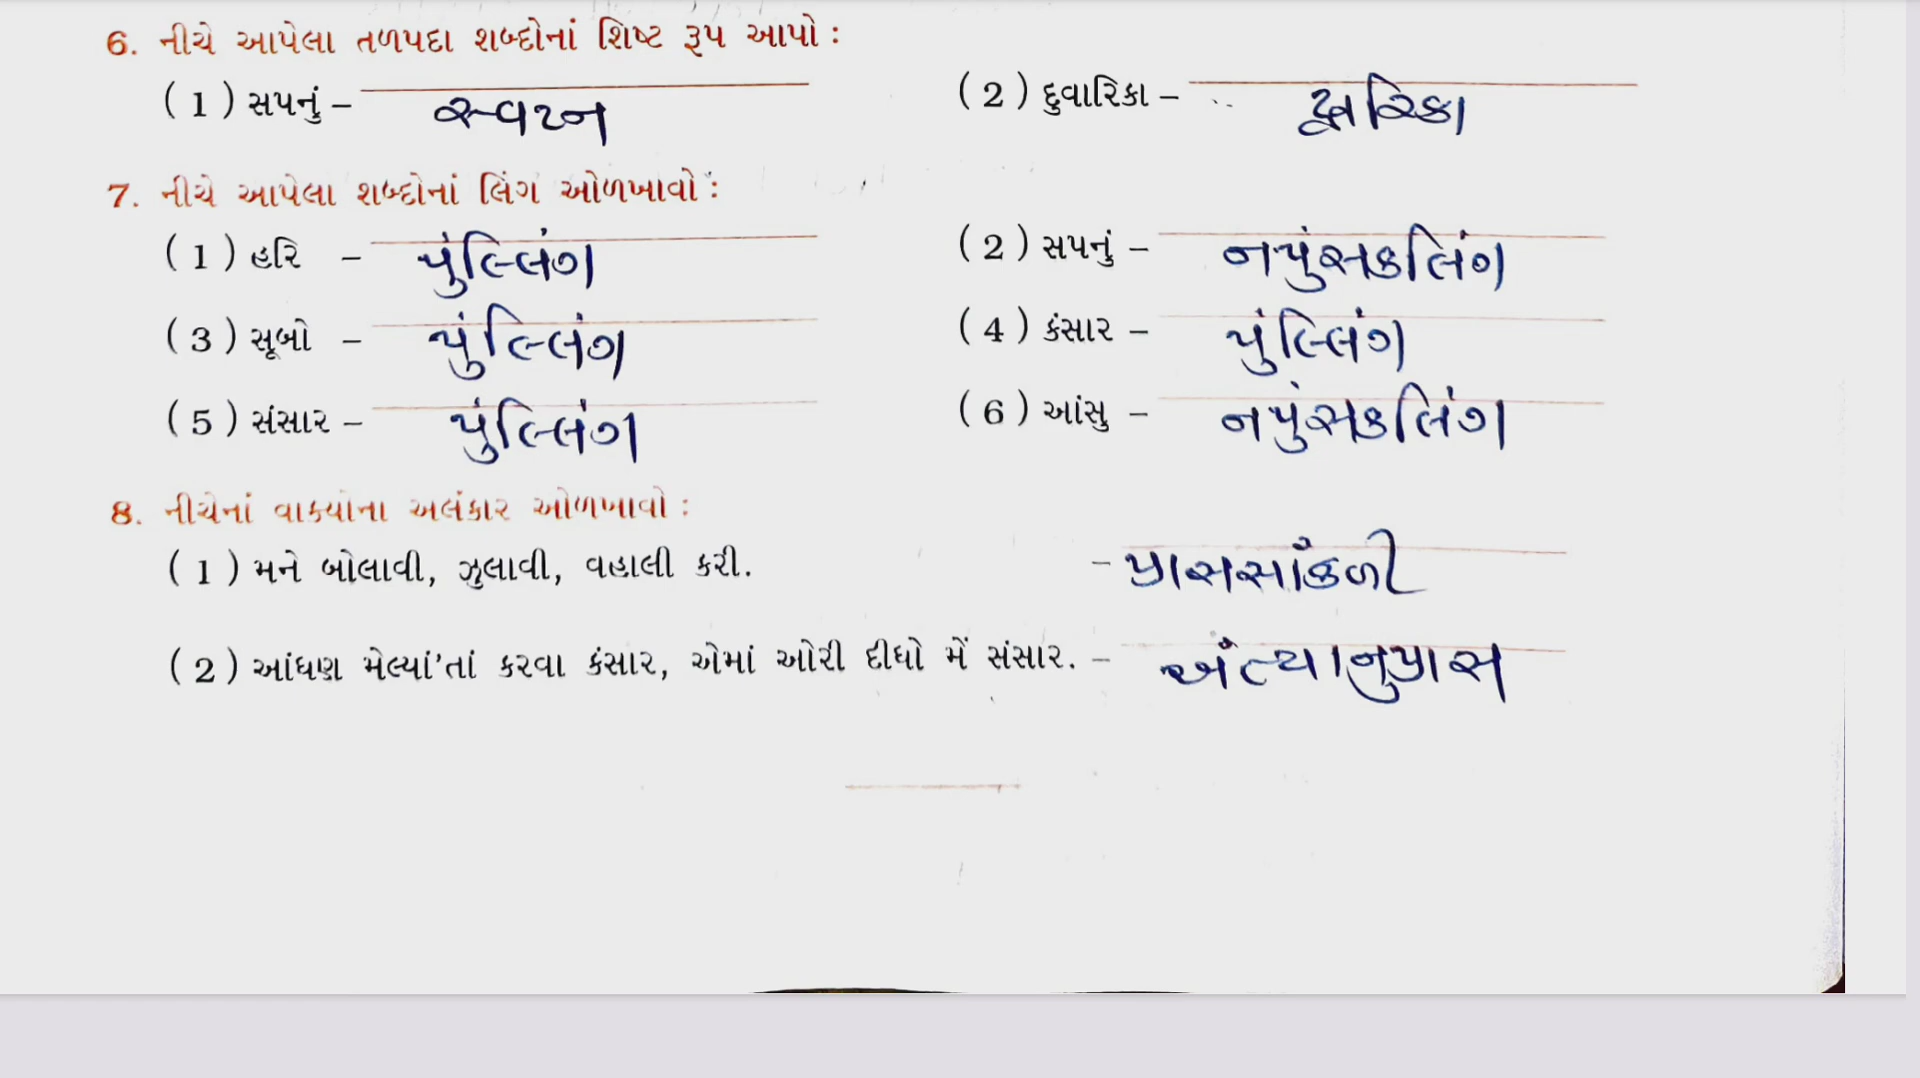 6. નીચે આપેલા તળપદા શબ્દોનાં શિષ્ટ રૂપ આપો :
(1) સપનું – સ્વપ્ન (2) દુવારિકા – દ્વારિકા
7. નીચે આપેલા શબ્દોનાં લિંગ ઓળખાવો :
(1) હરિ – પુંલ્લિંગ (2) સપનું – નપુંસકલિંગ
(3) સૂબો – પુંલ્લિંગ (4) કંસાર – પુંલ્લિંગ
(5) સંસાર – પુંલ્લિંગ (6) આંસુ – નપુંસકલિંગ
8. નીચેનાં વાક્યોના અલંકાર ઓળખાવો :
(1) મને બોલાવી, ઝુલાવી, વહાલી કરી. – પ્રાસસાંકળી
(2) આંધણ મેલ્યાં'તાં કરવા કંસાર, એમાં ઓરી દીધો મેં સંસાર. – અંત્યાનુપ્રાસ